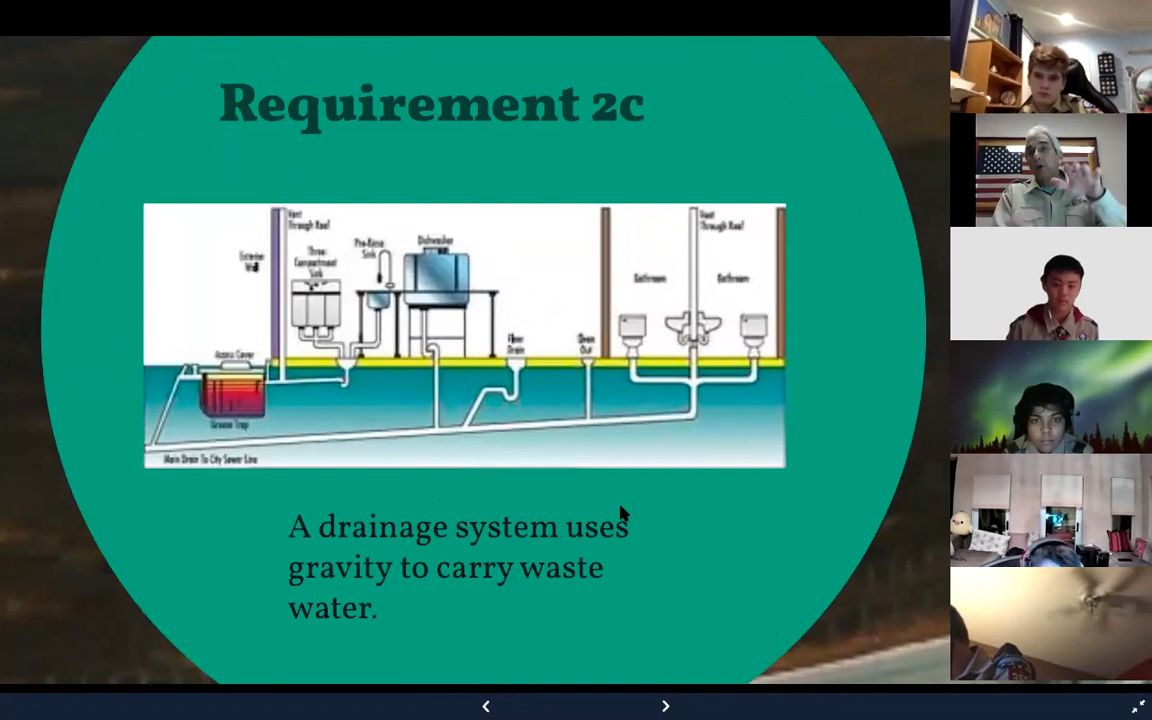 Requirement 2c
Vent
Through Roof
Vent
Through Roof
Pre-Rinse
Sink
Dishwasher
Exterior
Wall
Three
Compartment
Sink
Bathroom
Bathroom
Floor
Drain
Clean
Out
Access Cover
Grease Trap
Main Drain To City Sewer Line
A drainage system uses
gravity to carry waste
water.